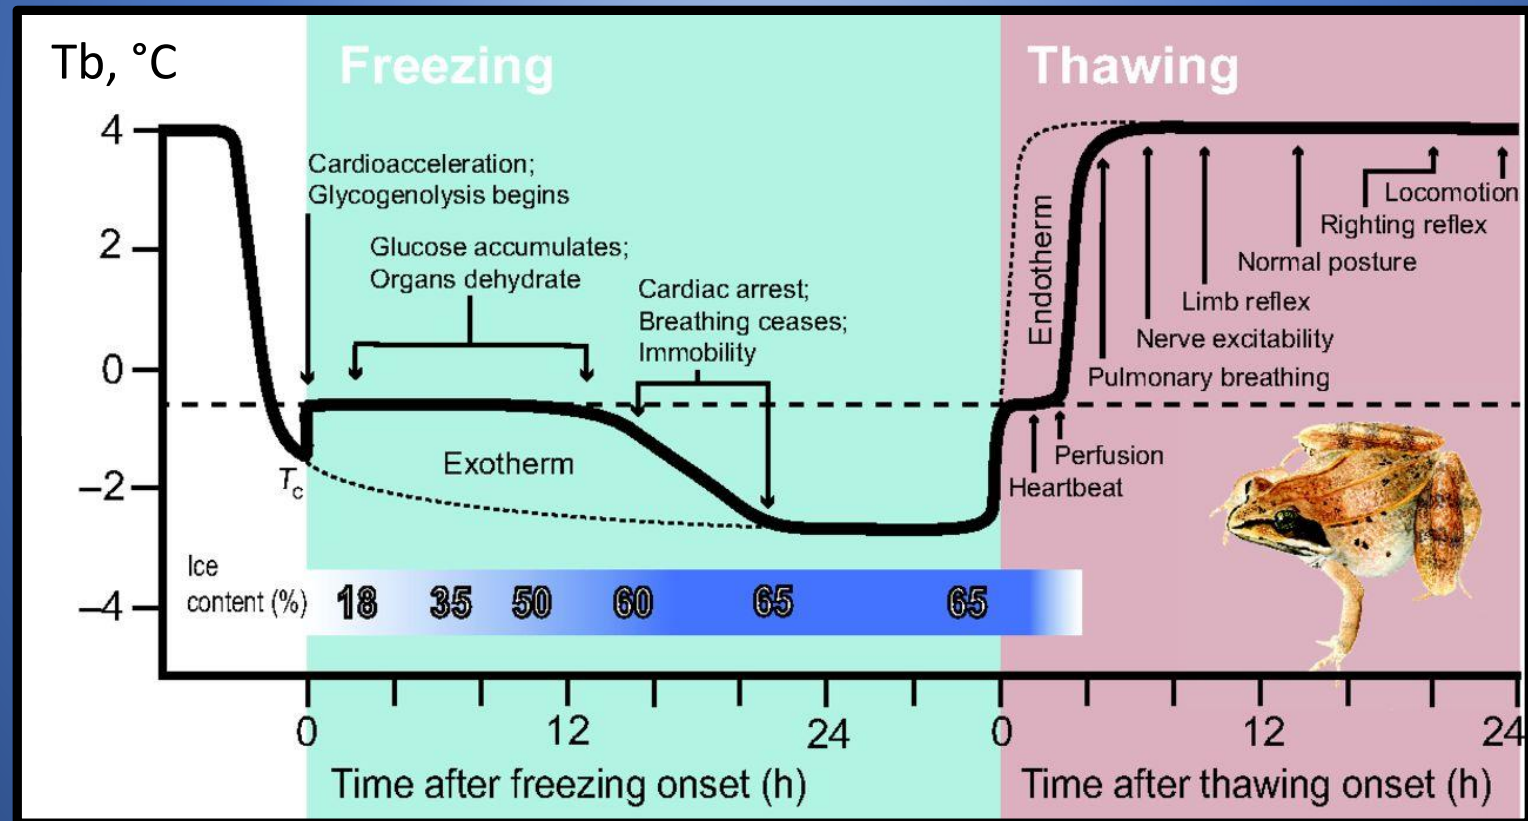 Tb, °C
Freezing
Thawing
4
2
0
–2
–4
Cardioacceleration;
Glycogenolysis begins
Glucose accumulates;
Organs dehydrate
Cardiac arrest;
Breathing ceases;
Immobility
Exotherm
Tc
Endotherm
Locomotion
Righting reflex
Normal posture
Limb reflex
Nerve excitability
Pulmonary breathing
Perfusion
Heartbeat
Ice
content (%)
18 35 50 60 65 65
0 12 24 0 12 24
Time after freezing onset (h)
Time after thawing onset (h)